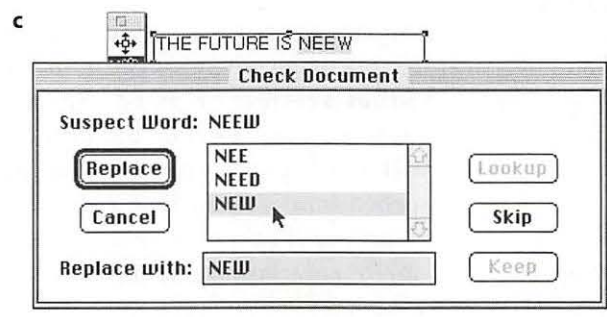 c
THE FUTURE IS NEEW
Check Document
Suspect Word: NEEW
Replace
NEE
NEED
NEW
Lookup
Cancel
Skip
Replace with: NEW
Keep